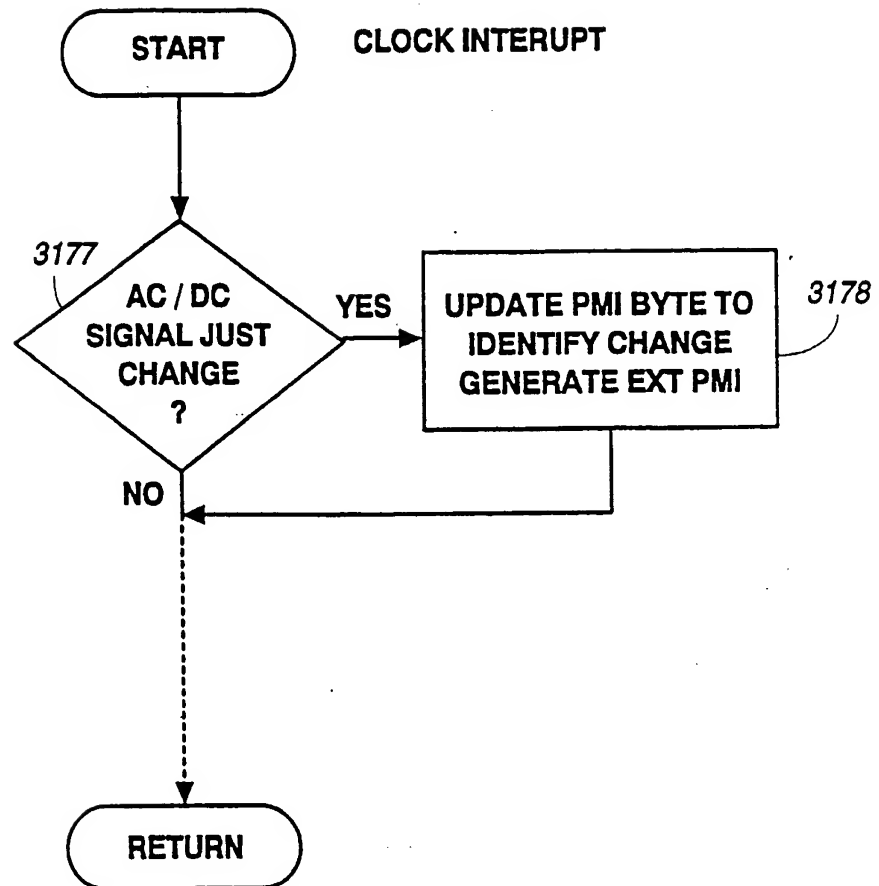 START
CLOCK INTERUPT
3177
AC / DC
SIGNAL JUST
CHANGE
?
YES
UPDATE PMI BYTE TO
IDENTIFY CHANGE
GENERATE EXT PMI
3178
NO
RETURN